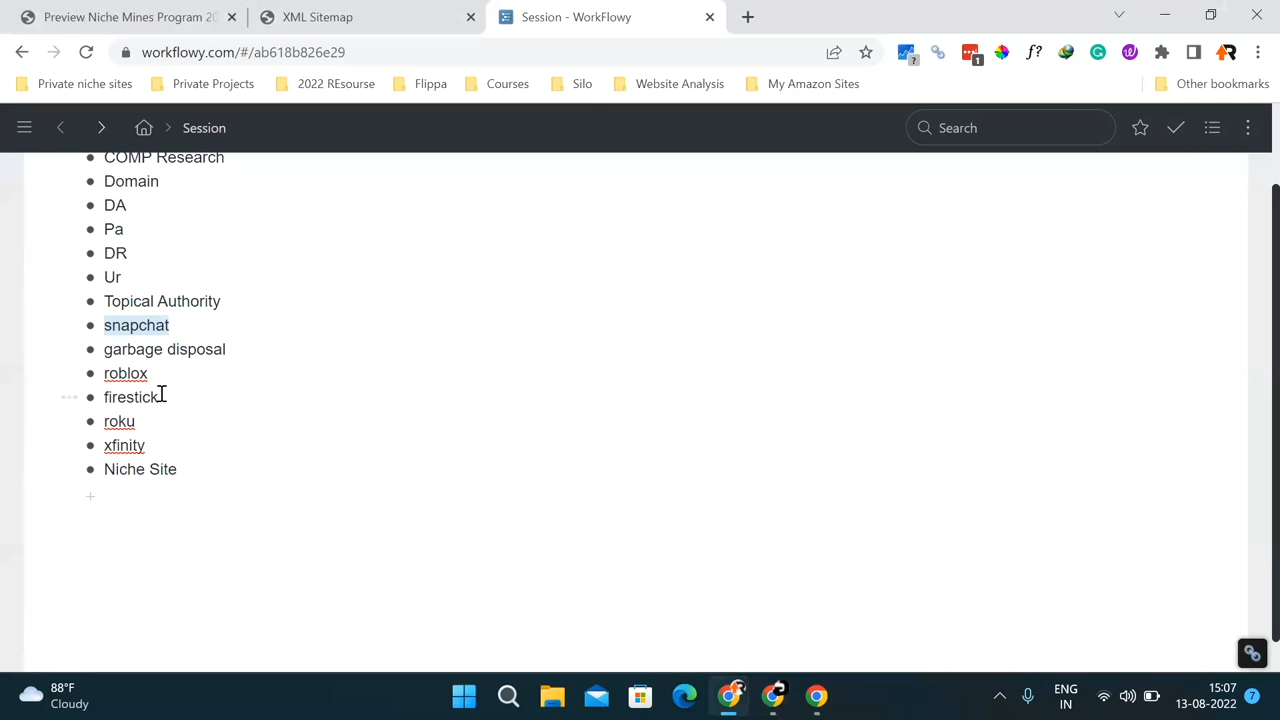 Preview Niche Mines Program 20
XML Sitemap
Session - WorkFlowy
workflowy.com/#/ab618b826e29
Private niche sites
Private Projects
2022 REsourse
Flippa
Courses
Silo
Website Analysis
My Amazon Sites
Other bookmarks
Session
Search
COMP Research
Domain
DA
Pa
DR
Ur
Topical Authority
snapchat
garbage disposal
roblox
firestick
roku
xfinity
Niche Site
88°F
Cloudy
ENG
IN
15:07
13-08-2022
7